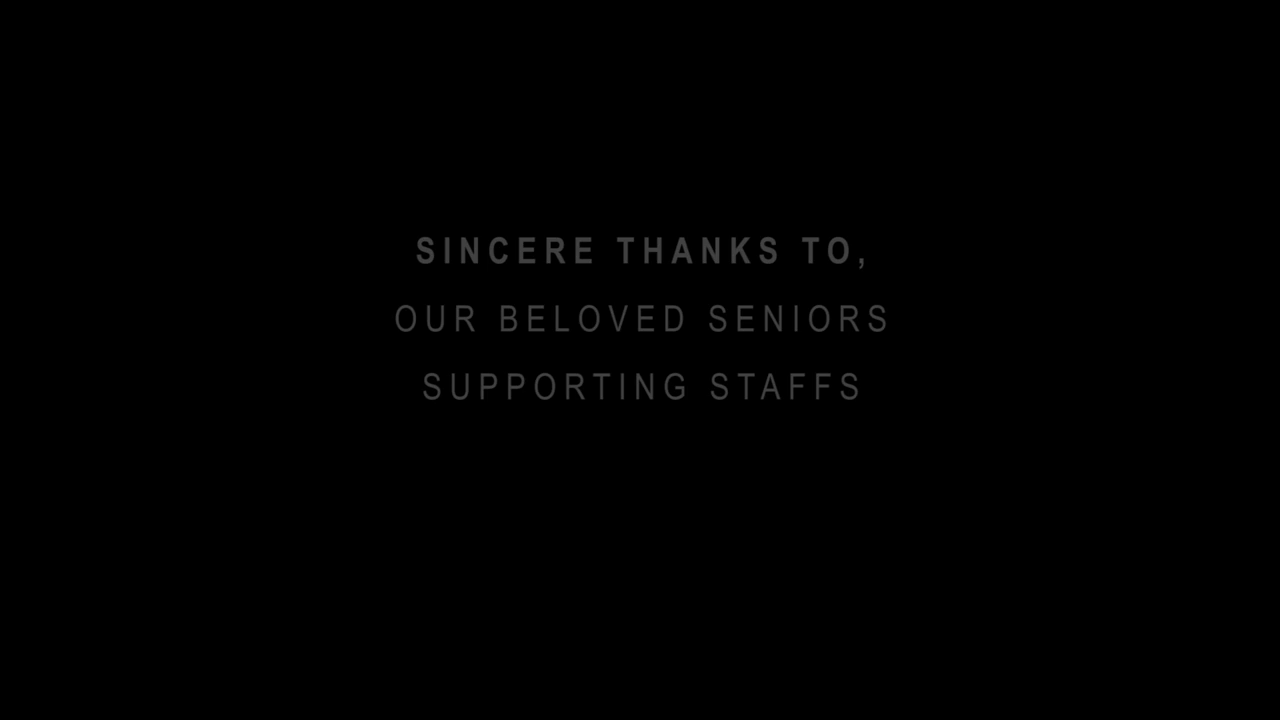 SINCERE THANKS TO,
OUR BELOVED SENIORS
SUPPORTING STAFFS